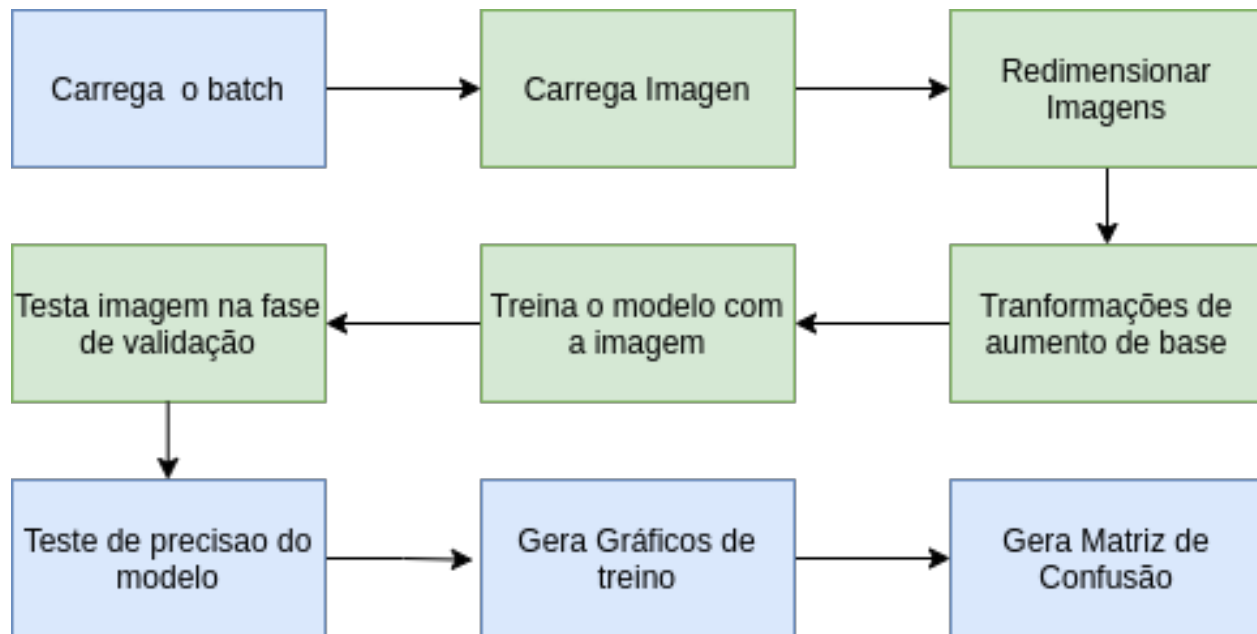 Carrega o batch
Carrega Imagen
Redimensionar
Imagens
Testa imagem na fase
de validação
Treina o modelo com
a imagem
Tranformações de
aumento de base
Teste de precisao do
modelo
Gera Gráficos de
treino
Gera Matriz de
Confusão